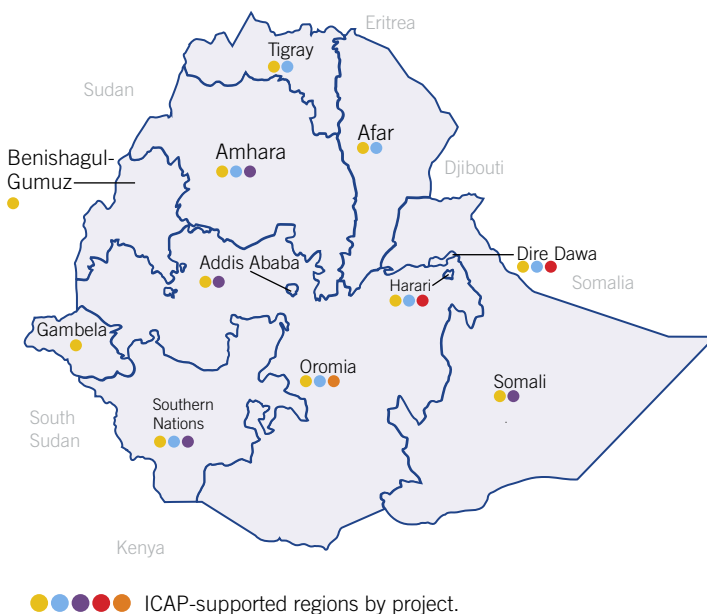 Eritrea
Tigray
Sudan
Afar
Amhara
Benishagul-
Gumuz
Djibouti
Dire Dawa
Addis Ababa
Somalia
Harari
Gambela
Oromia
Somali
Southern
Nations
South
Sudan
Kenya
ICAP-supported regions by project.